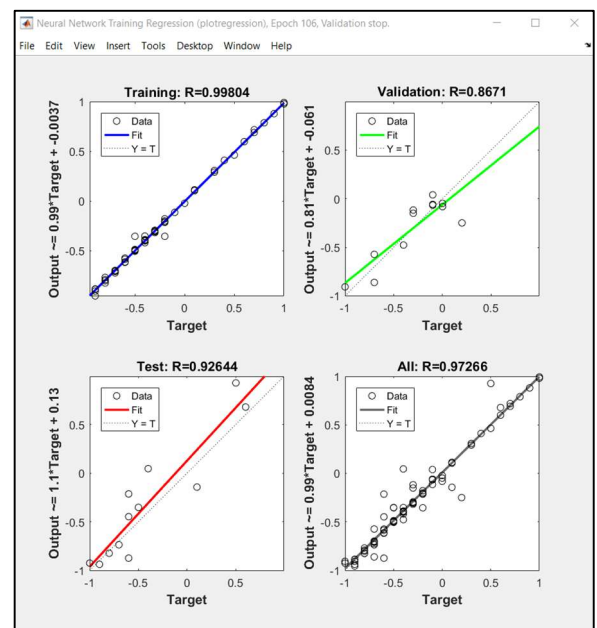 Neural Network Training Regression (plotregression), Epoch 106, Validation stop.
File Edit View Insert Tools Desktop Window Help
Training: R=0.99804
Output ~= 0.99*Target + -0.0037
1
0.5
0
-0.5
Data
Fit
Y = T
-0.5 0 0.5 1
Target
Validation: R=0.8671
Output ~= 0.81*Target + -0.061
1
0.5
0
-0.5
-1
Data
Fit
Y = T
-1 -0.5 0 0.5
Target
Test: R=0.92644
Output ~= 1.1*Target + 0.13
0.5
0
-0.5
-1
Data
Fit
Y = T
-1 -0.5 0 0.5
Target
All: R=0.97266
Output ~= 0.99*Target + 0.0084
1
0.5
0
-0.5
-1
Data
Fit
Y = T
-1 -0.5 0 0.5 1
Target